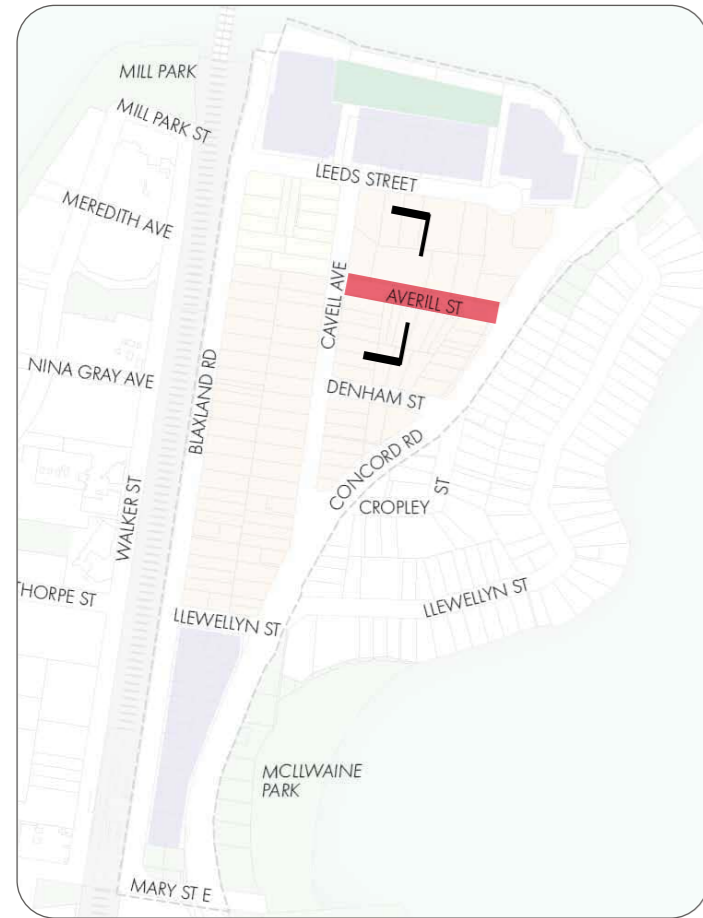 MILL PARK
MILL PARK ST
LEEDS STREET
MEREDITH AVE
AVERILL ST
CAVELL AVE
NINA GRAY AVE
BLAXLAND RD
DENHAM ST
CONCORD RD
CROPLEY
ST
WALKER ST
THORPE ST
LLEWELLYN ST
LLEWELLYN ST
MCLLWAINE
PARK
MARY ST E